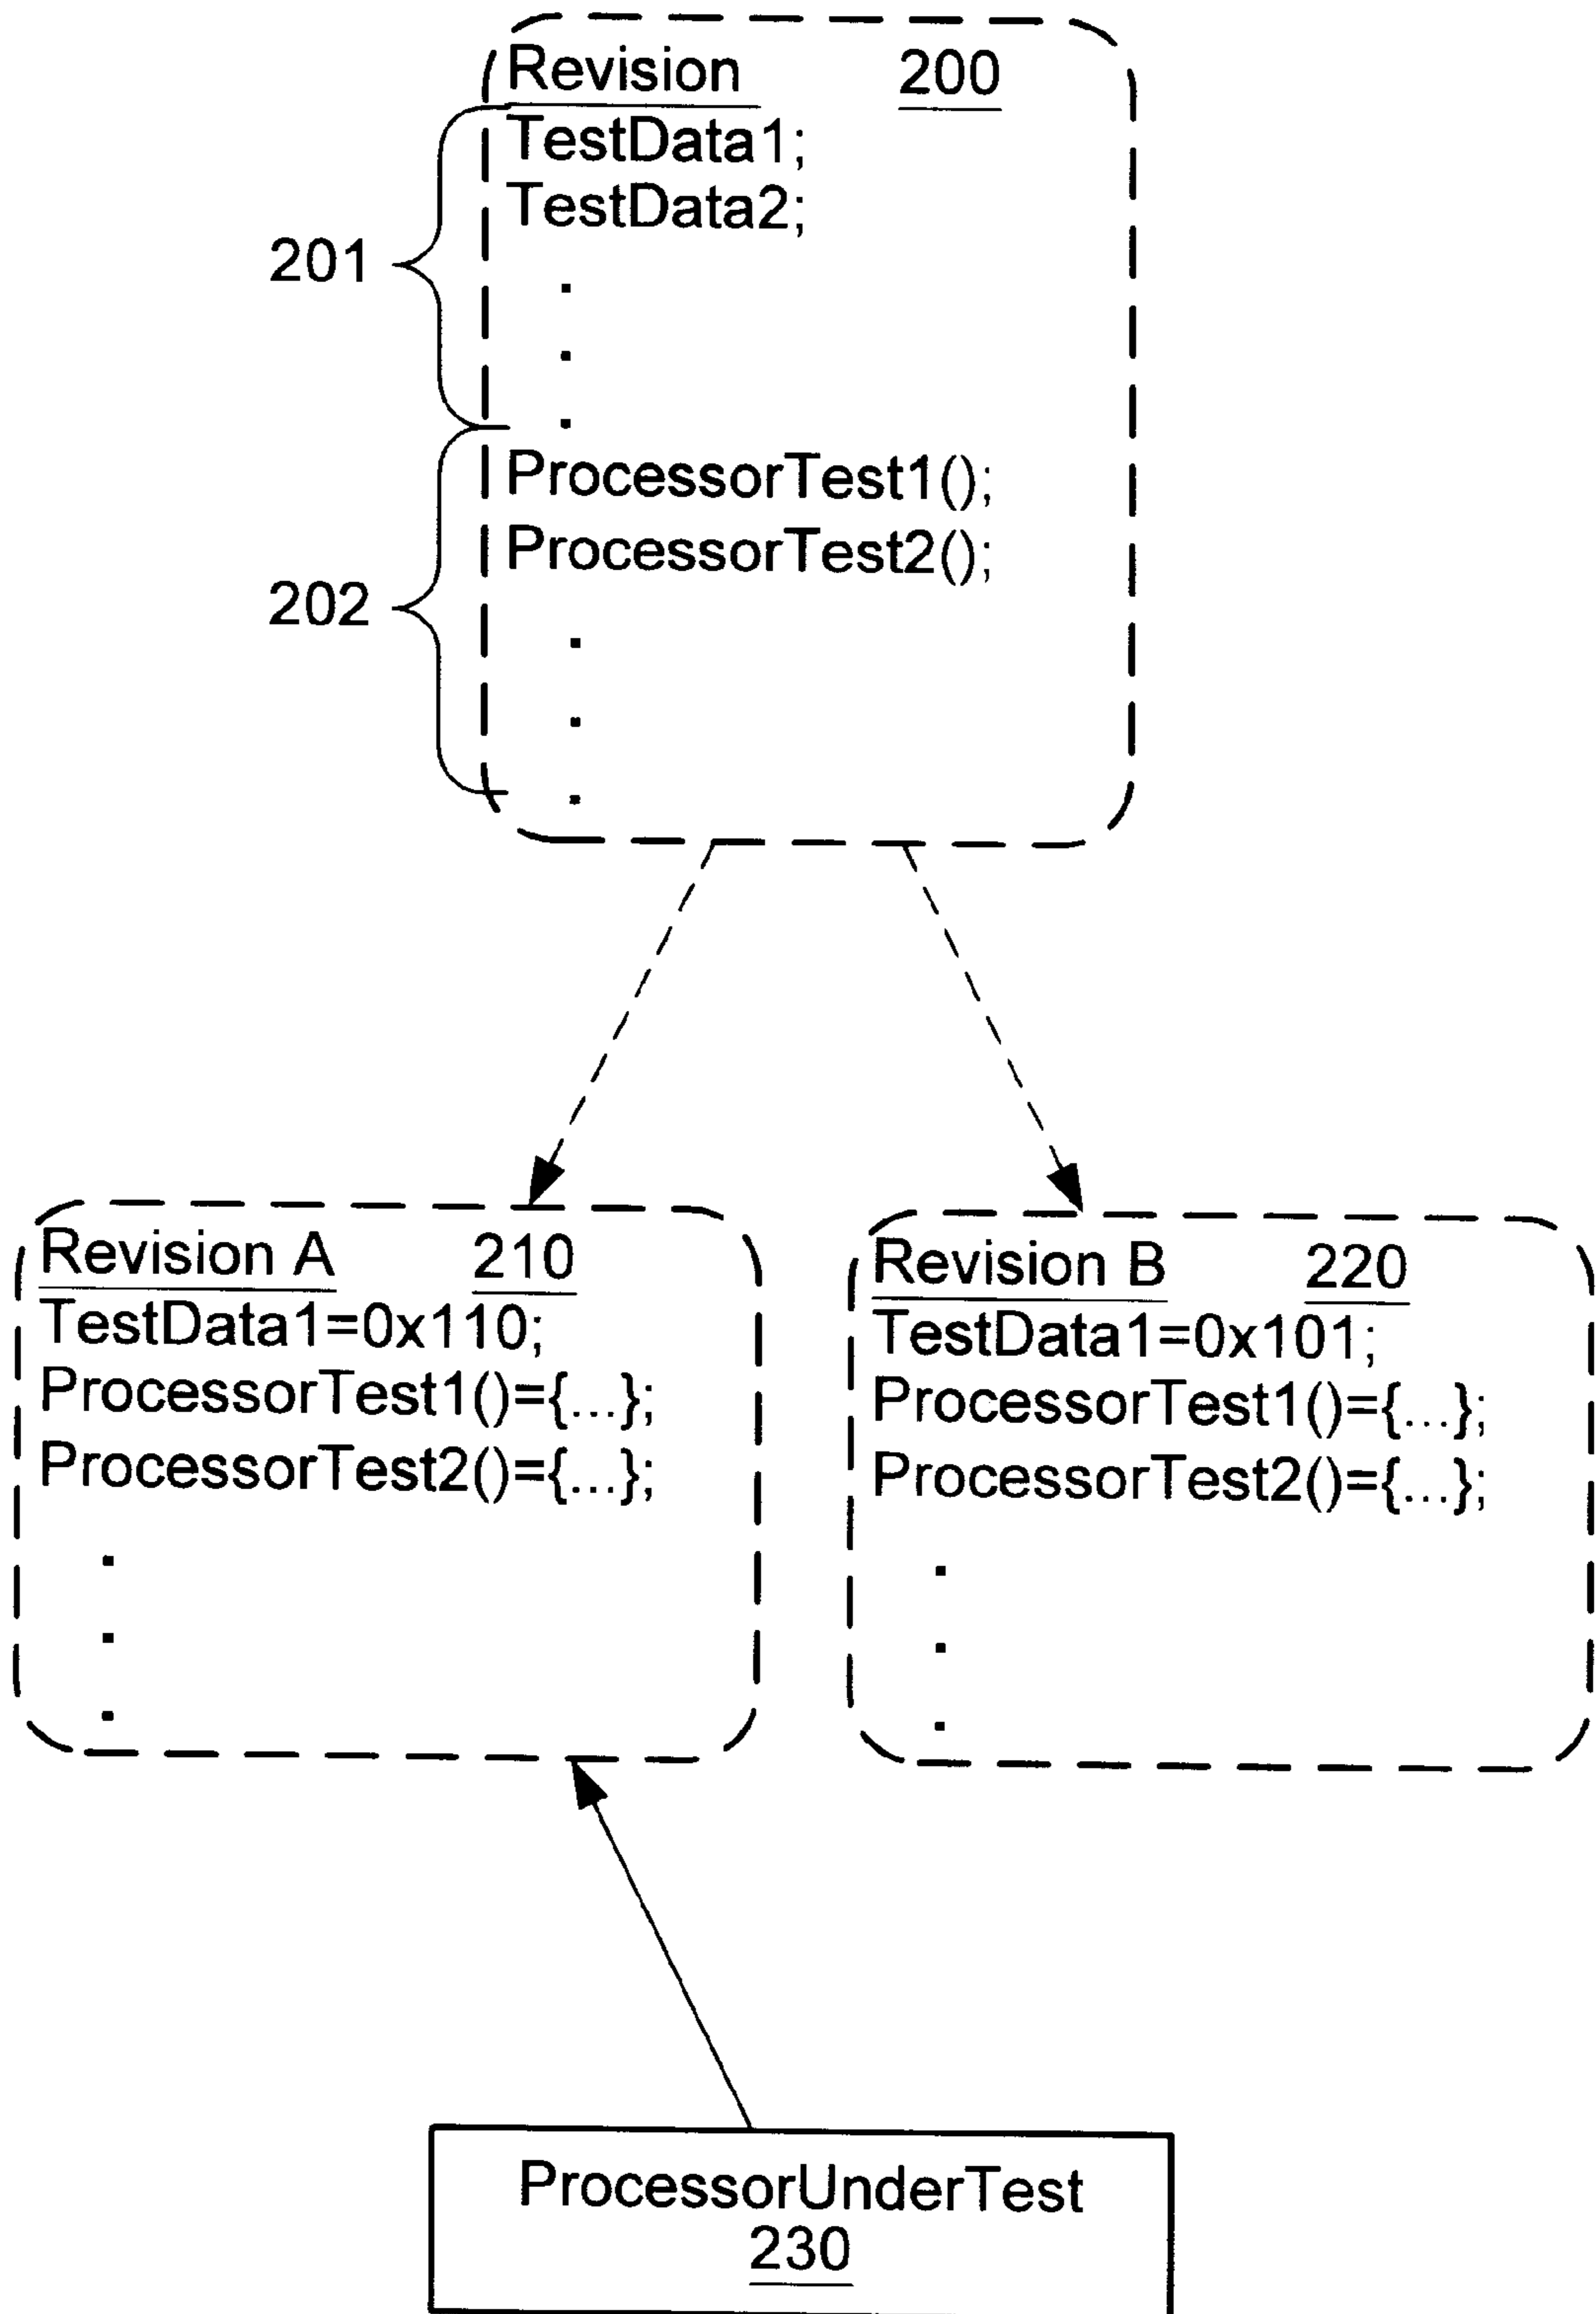 Revision 200
TestData1;
TestData2;
201
.
.
.
ProcessorTest1();
ProcessorTest2();
202
.
.
.
Revision A 210
TestData1=0x110;
ProcessorTest1()={...};
ProcessorTest2()={...};
.
.
.
Revision B 220
TestData1=0x101;
ProcessorTest1()={...};
ProcessorTest2()={...};
.
.
.
ProcessorUnderTest
230